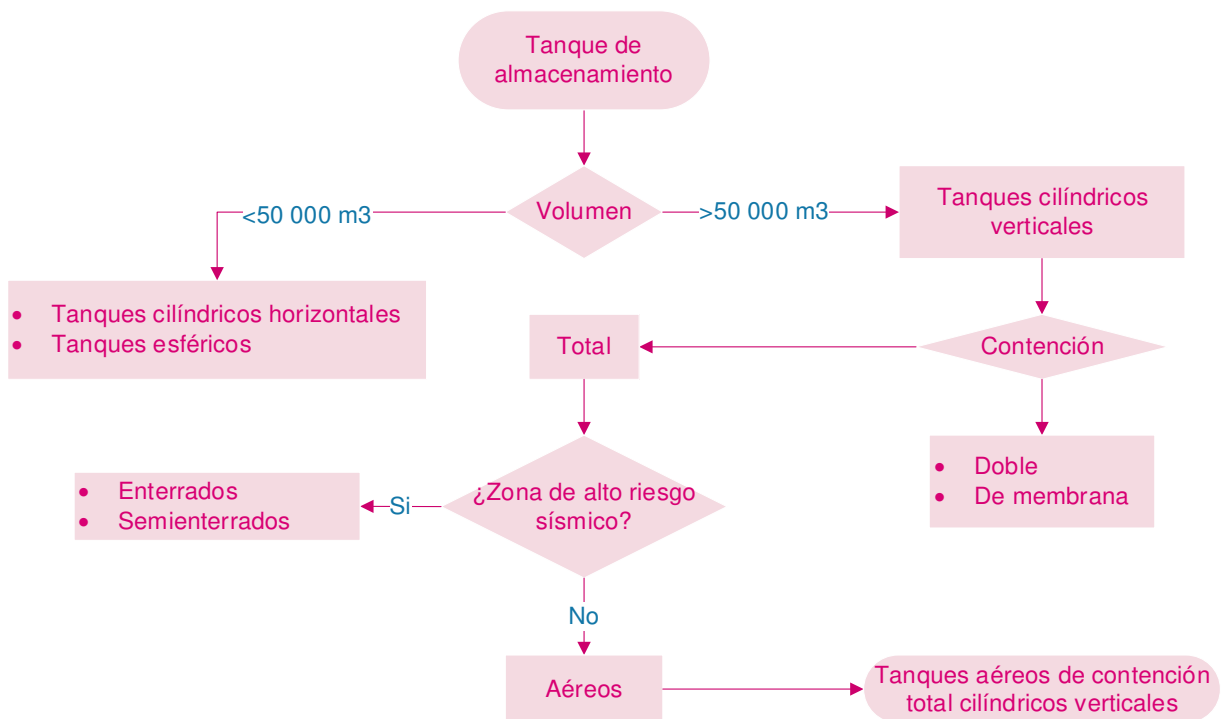 Tanque de
almacenamiento
Volumen
<50 000 m3
>50 000 m3
Tanques cilíndricos
verticales
• Tanques cilíndricos horizontales
• Tanques esféricos
Total
Contención
• Doble
• De membrana
¿Zona de alto riesgo
sísmico?
Si
• Enterrados
• Semienterrados
No
Aéreos
Tanques aéreos de contención
total cilíndricos verticales